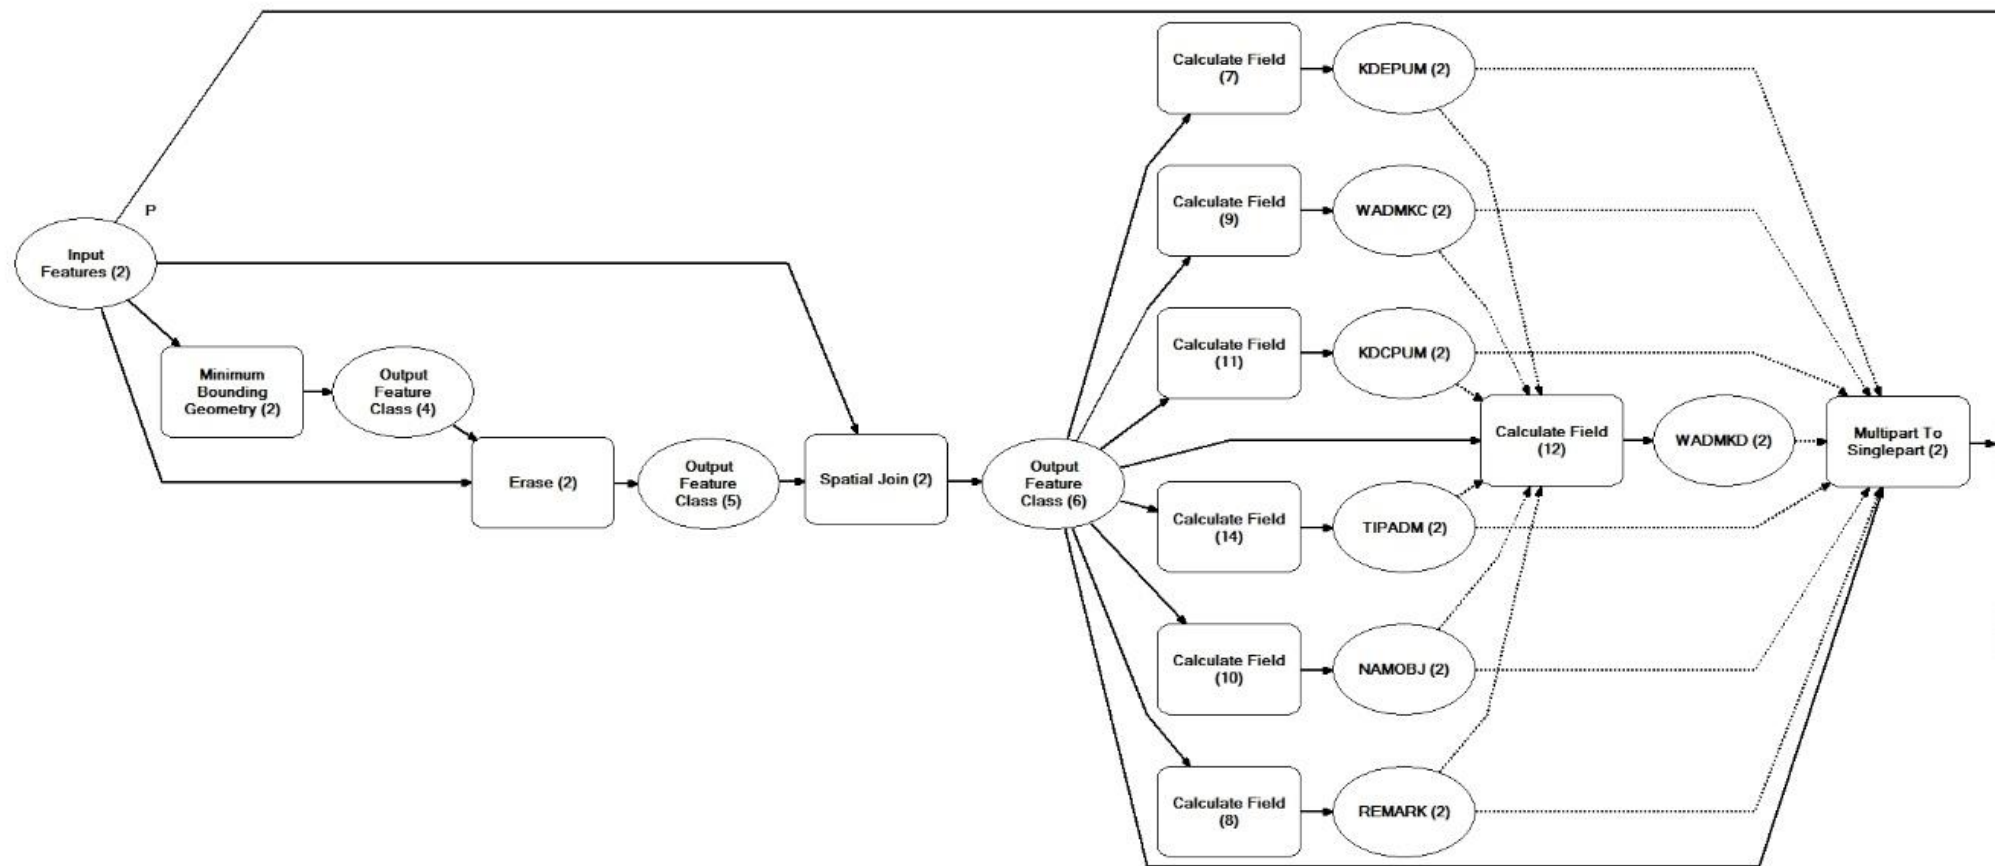 P
Input
Features (2)
Minimum
Bounding
Geometry (2)
Output
Feature
Class (4)
Erase (2)
Output
Feature
Class (5)
Spatial Join (2)
Output
Feature
Class (6)
Calculate Field
(7)
KDEPUM (2)
Calculate Field
(9)
WADMKC (2)
Calculate Field
(11)
KDCPUM (2)
Calculate Field
(12)
WADMKD (2)
Multipart To
Singlepart (2)
Calculate Field
(14)
TIPADM (2)
Calculate Field
(10)
NAMOBJ (2)
Calculate Field
(8)
REMARK (2)